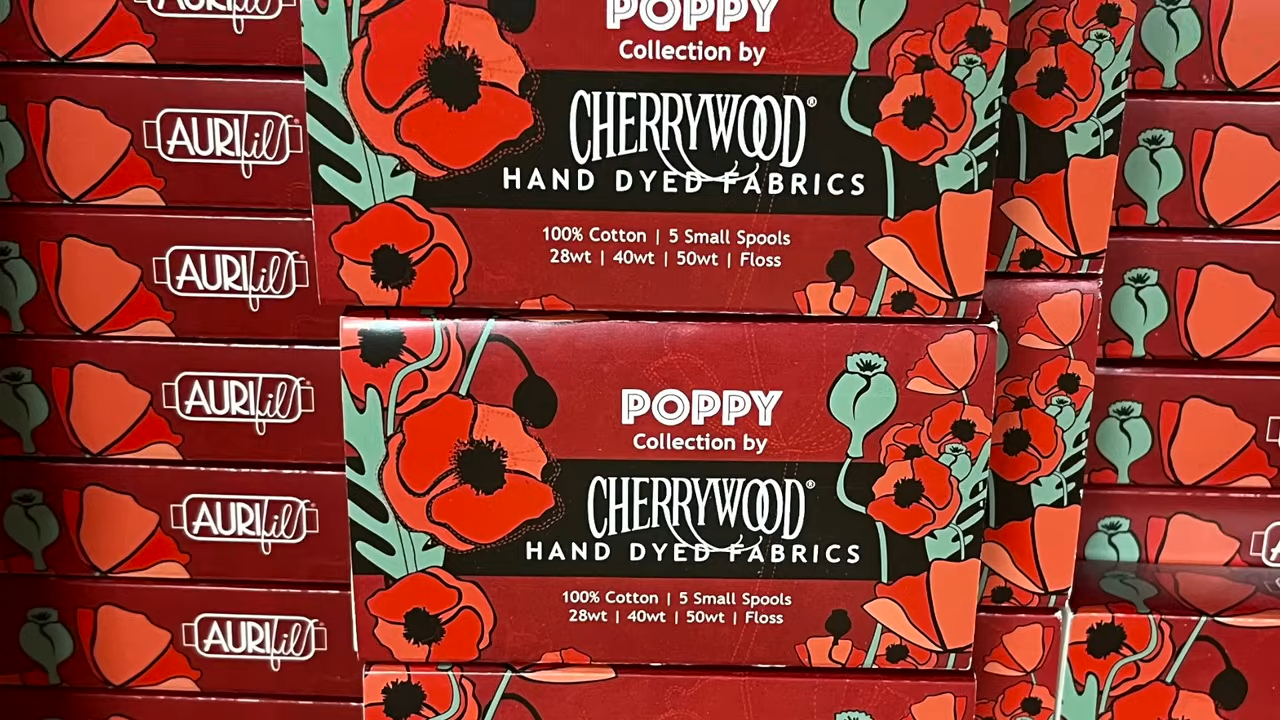 AURIfil
AURIfil
AURIfil
AURIfil
AURIfil
AURIfil
POPPY
Collection by
CHERRYWOOD®
HAND DYED FABRICS
100% Cotton | 5 Small Spools
28wt | 40wt | 50wt | Floss
POPPY
Collection by
CHERRYWOOD®
HAND DYED FABRICS
100% Cotton | 5 Small Spools
28wt | 40wt | 50wt | Floss